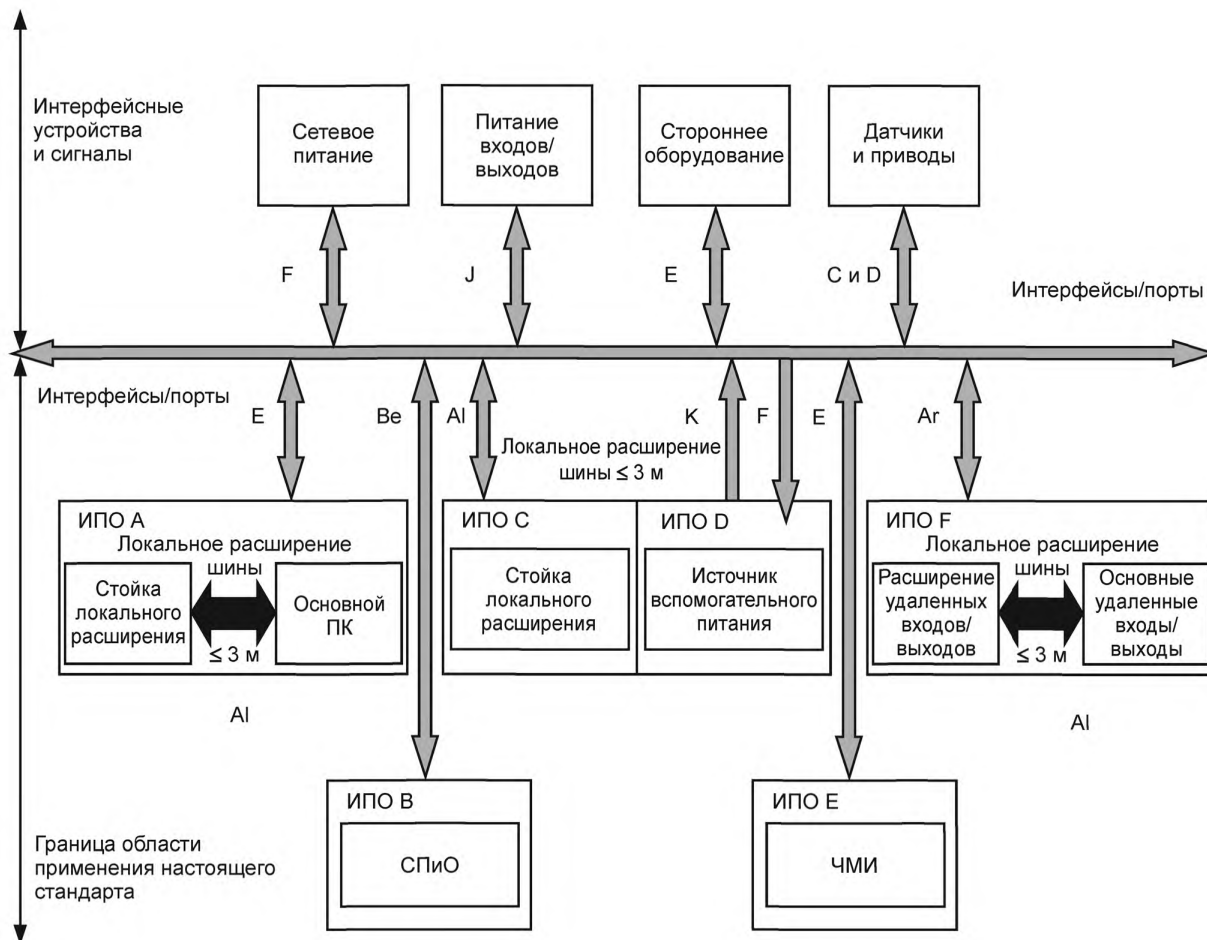 Интерфейсные
устройства
и сигналы
Сетевое
питание
Питание
входов/
выходов
Стороннее
оборудование
Датчики
и приводы
F
J
E
C и D
Интерфейсы/порты
Интерфейсы/порты
E
Be
Al
K
F
E
Ar
Локальное расширение
шины ≤ 3 м
ИПО A
Локальное расширение
шины
Стойка
локального
расширения
Основной
ПК
≤ 3 м
Al
ИПО C
Стойка
локального
расширения
ИПО D
Источник
вспомогательного
питания
ИПО F
Локальное расширение
шины
Расширение
удаленных
входов/
выходов
Основные
удаленные
входы/
выходы
≤ 3 м
Al
ИПО B
СПиО
ИПО E
ЧМИ
Граница области
применения настоящего
стандарта